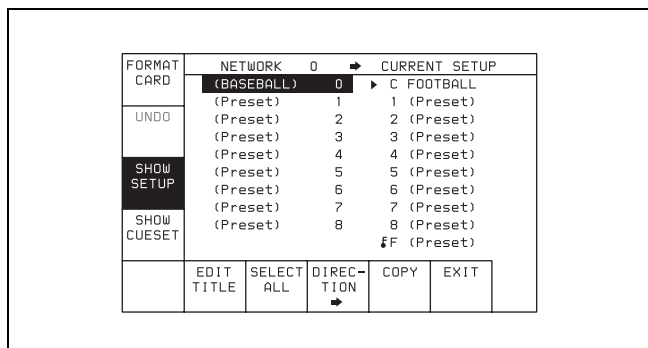 FORMAT
CARD
UNDO
SHOW
SETUP
SHOW
CUESET
NETWORK 0 ➡ CURRENT SETUP
(BASEBALL) 0 ▶ C FOOTBALL
(Preset) 1 1 (Preset)
(Preset) 2 2 (Preset)
(Preset) 3 3 (Preset)
(Preset) 4 4 (Preset)
(Preset) 5 5 (Preset)
(Preset) 6 6 (Preset)
(Preset) 7 7 (Preset)
(Preset) 8 8 (Preset)
F (Preset)
EDIT
TITLE
SELECT
ALL
DIREC-
TION
➡
COPY
EXIT